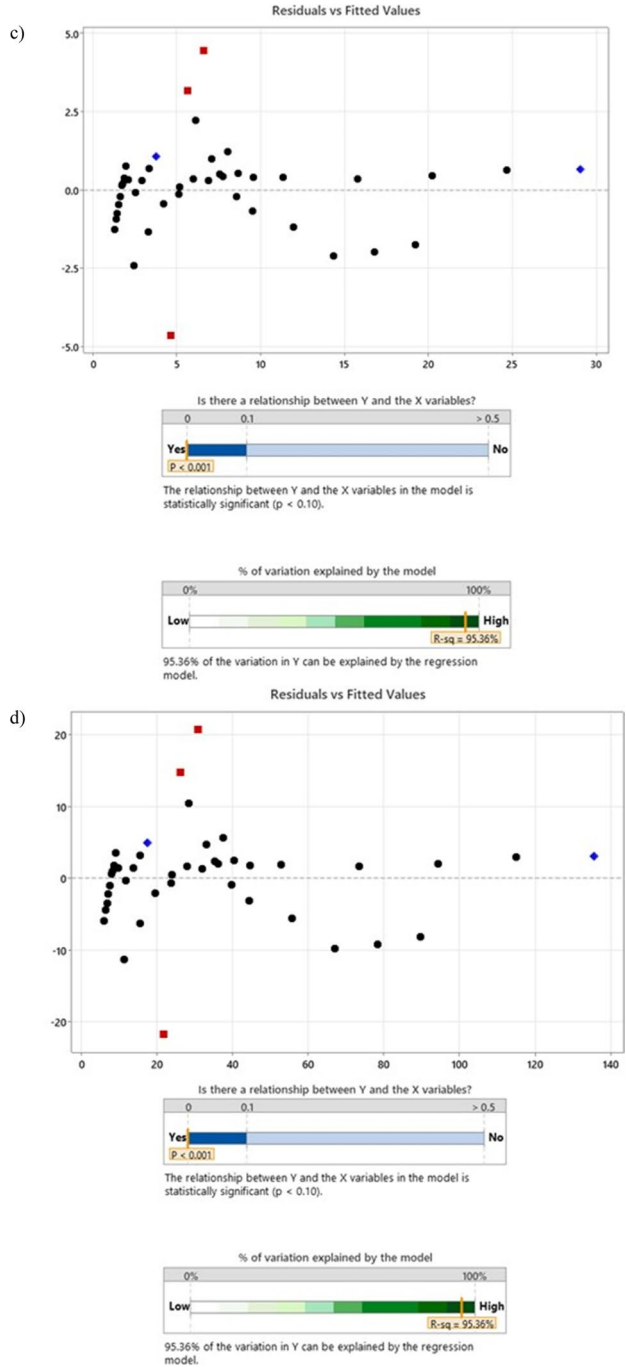 c)
Residuals vs Fitted Values
5.0
2.5
0.0
-2.5
-5.0
0 5 10 15 20 25 30
Is there a relationship between Y and the X variables?
0 0.1 > 0.5
Yes No
P < 0.001
The relationship between Y and the X variables in the model is
statistically significant (p < 0.10).
% of variation explained by the model
0% 100%
Low High
R-sq = 95.36%
95.36% of the variation in Y can be explained by the regression
model.
d)
Residuals vs Fitted Values
20
10
0
-10
-20
0 20 40 60 80 100 120 140
Is there a relationship between Y and the X variables?
0 0.1 > 0.5
Yes No
P < 0.001
The relationship between Y and the X variables in the model is
statistically significant (p < 0.10).
% of variation explained by the model
0% 100%
Low High
R-sq = 95.36%
95.36% of the variation in Y can be explained by the regression
model.